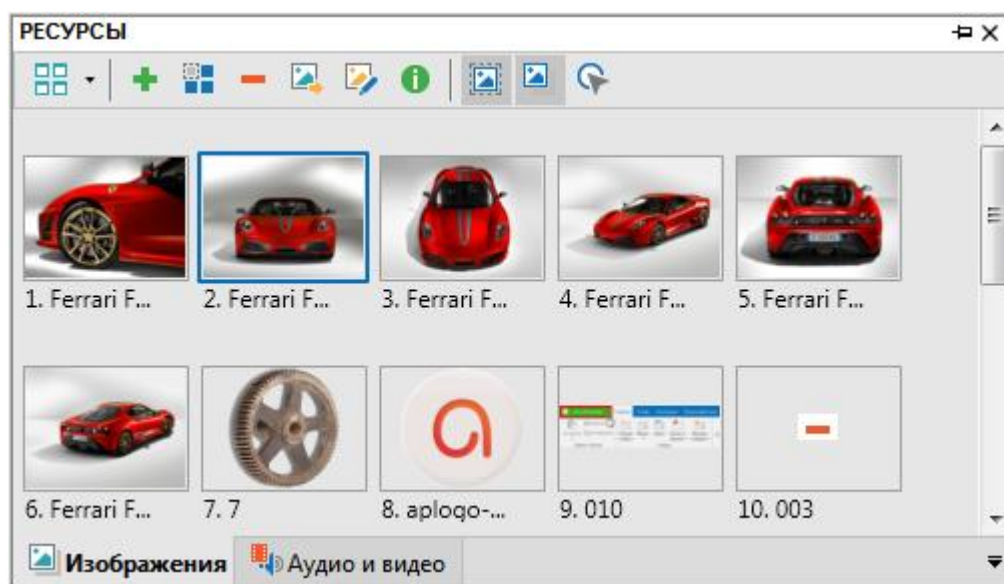 РЕСУРСЫ
1. Ferrari F...
2. Ferrari F...
3. Ferrari F...
4. Ferrari F...
5. Ferrari F...
6. Ferrari F...
7. 7
8. aplogo-...
9. 010
10. 003
Изображения
Аудио и видео